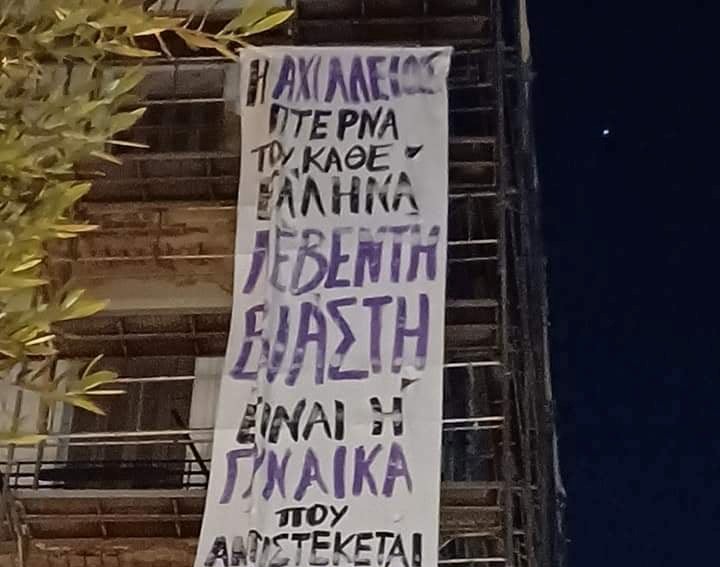 Η ΑΧΙΛΛΕΙΟΣ
ΠΤΕΡΝΑ
ΤΟΥ ΚΑΘΕ
ΕΛΛΗΝΑ
ΛΕΒΕΝΤΗ
ΒΙΑΣΤΗ
ΕΙΝΑΙ Η
ΓΥΝΑΙΚΑ
ΠΟΥ
ΑΝΤΙΣΤΕΚΕΤΑΙ